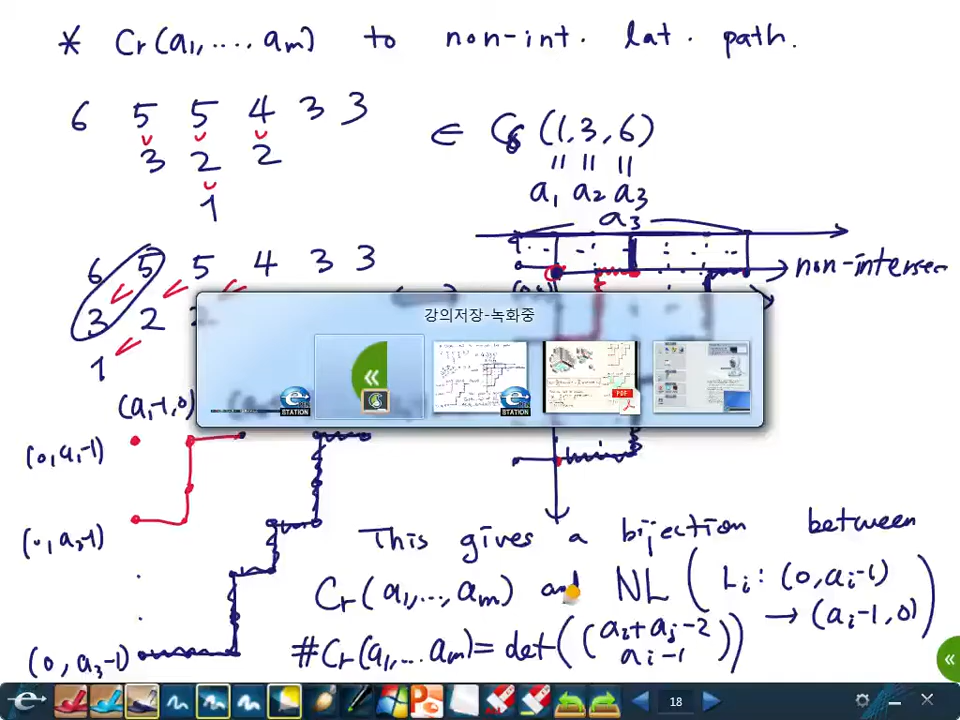 * Cr(a1, .... am) to non-int. lat. path.
6 5 5 4 3 3
3 2 2
1
∈ C6 (1,3,6)
a1 a2 a3
a3
6 5 5 4 3 3
3 2
1
non-intersec
강의저장-녹화중
STATION
PDF
STATION
(a1-1,0)
(0,a1-1)
(0,a2-1)
(0,a3-1)
This gives a bijection between
Cr(a1,..., am) and NL ( Li : (0,ai-1) → (ai-1,0) )
#Cr(a1,... am) = det( ( ai+aj-2 ai-1 ) )
18